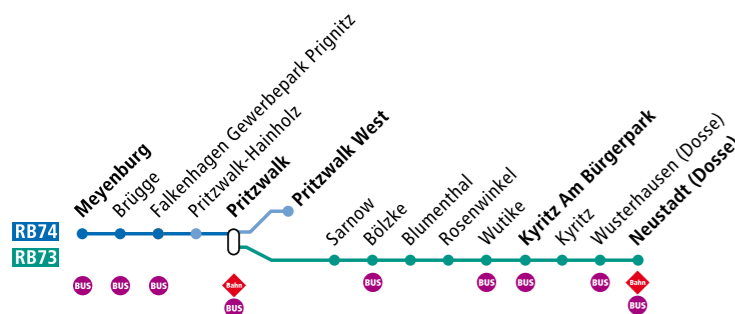 Meyenburg
Brügge
Falkenhagen Gewerbepark Prignitz
Pritzwalk-Hainholz
Pritzwalk
Pritzwalk West
Sarnow
Bölzke
Blumenthal
Rosenwinkel
Wutike
Kyritz Am Bürgerpark
Kyritz
Wusterhausen (Dosse)
Neustadt (Dosse)
RB74
RB73
BUS
BUS
BUS
Bahn
BUS
BUS
BUS
BUS
BUS
Bahn
BUS